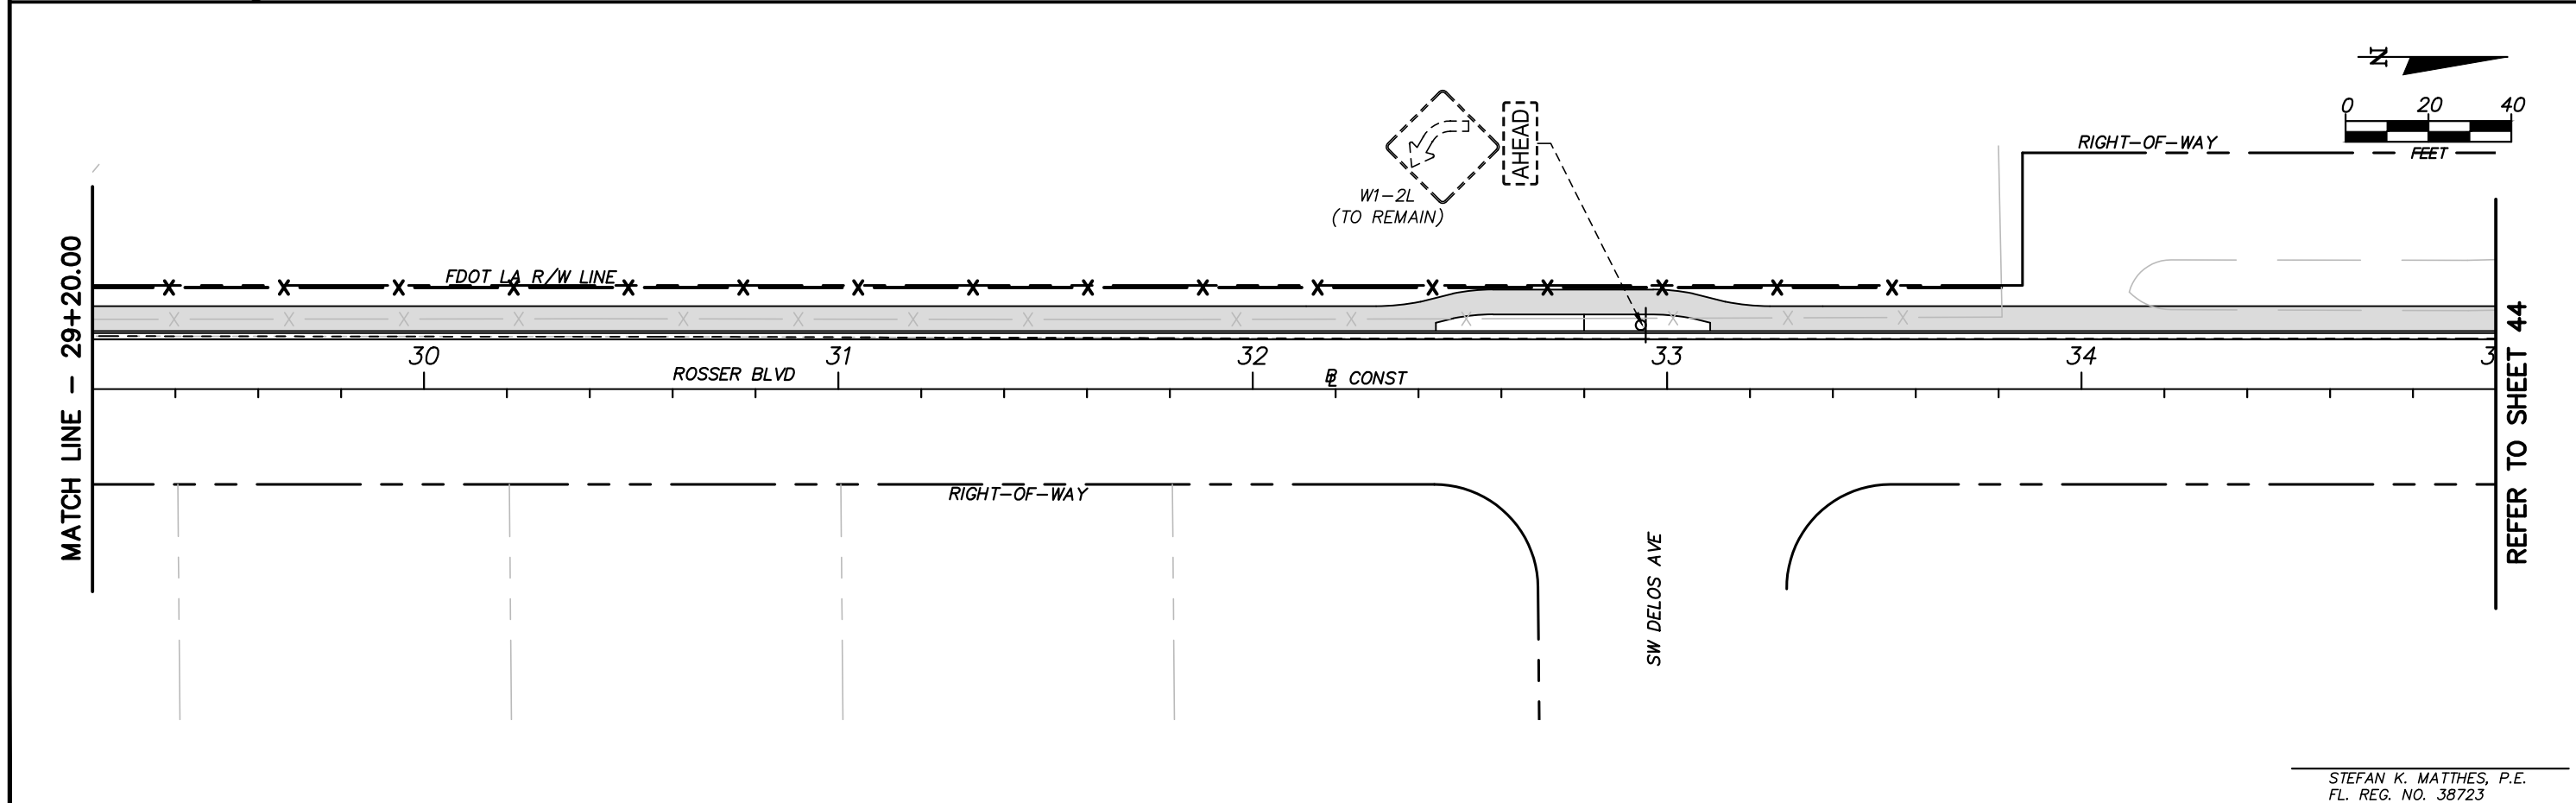 N
0 20 40
FEET
RIGHT-OF-WAY
AHEAD
W1-2L
(TO REMAIN)
FDOT LA R/W LINE
MATCH LINE - 29+20.00
30 31 32 33 34 3
ROSSER BLVD
BL CONST
RIGHT-OF-WAY
SW DELOS AVE
REFER TO SHEET 44
STEFAN K. MATTHES, P.E.
FL. REG. NO. 38723